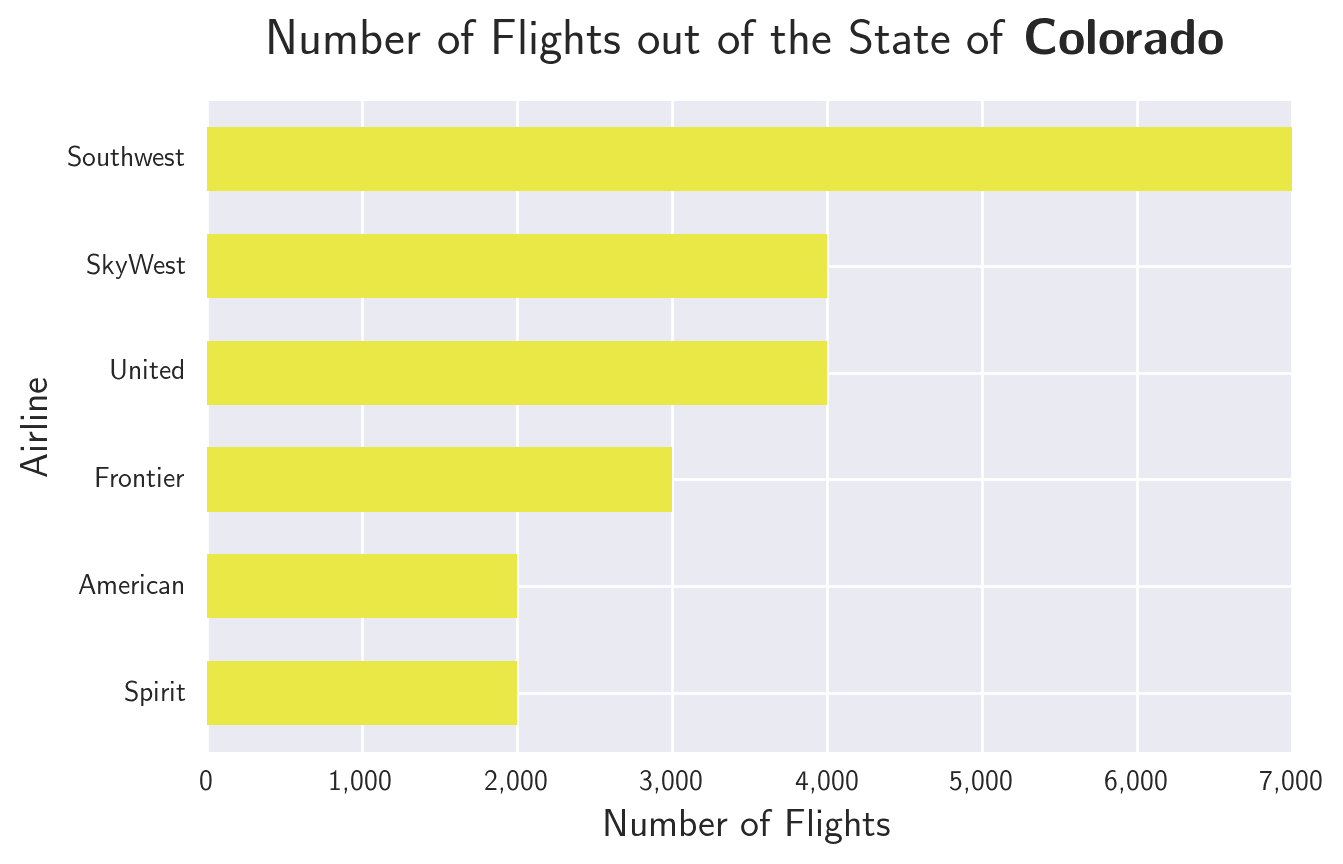 Number of Flights out of the State of Colorado
Southwest
SkyWest
United
Frontier
American
Spirit
Airline
0 1,000 2,000 3,000 4,000 5,000 6,000 7,000
Number of Flights